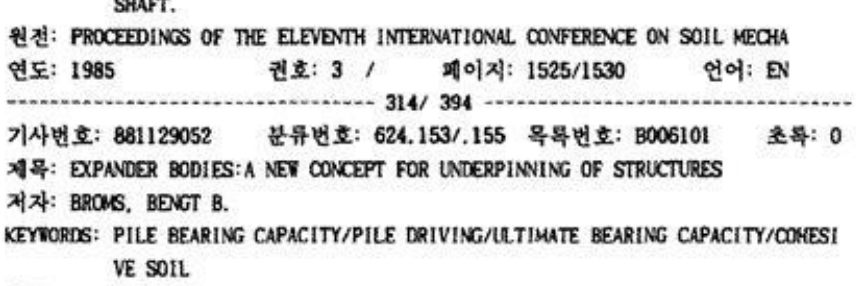 SHAFT.
원전: PROCEEDINGS OF THE ELEVENTH INTERNATIONAL CONFERENCE ON SOIL MECHA
연도: 1985 권호: 3 / 페이지: 1525/1530 언어: EN
-------------------------------- 314/ 394 --------------------------------
기사번호: 881129052 분류번호: 624.153/.155 목록번호: B006101 초록: 0
제목: EXPANDER BODIES:A NEW CONCEPT FOR UNDERPINNING OF STRUCTURES
저자: BROMS, BENGT B.
KEYWORDS: PILE BEARING CAPACITY/PILE DRIVING/ULTIMATE BEARING CAPACITY/COHESI
VE SOIL